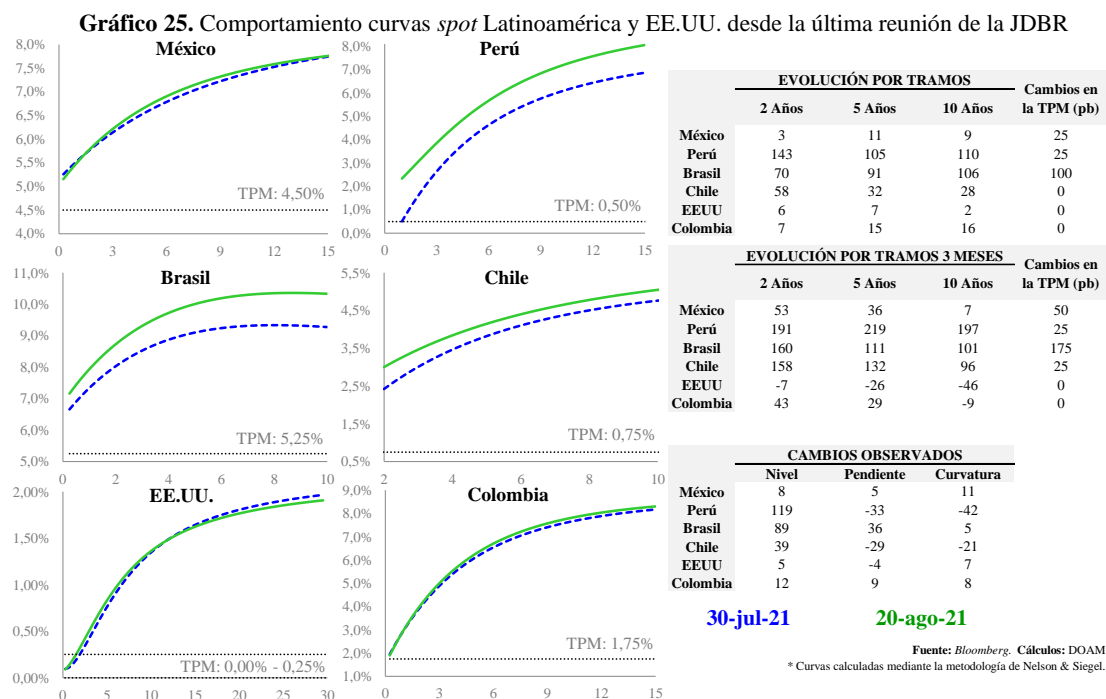 Gráfico 25. Comportamiento curvas spot Latinoamérica y EE.UU. desde la última reunión de la JDBR
México
8,0%
7,5%
7,0%
6,5%
6,0%
5,5%
5,0%
4,5%
4,0%
TPM: 4,50%
0 3 6 9 12 15
Perú
8,0%
7,0%
6,0%
5,0%
4,0%
3,0%
2,0%
1,0%
0,0%
TPM: 0,50%
0 3 6 9 12 15
Brasil
11,0%
10,0%
9,0%
8,0%
7,0%
6,0%
5,0%
TPM: 5,25%
0 2 4 6 8 10
Chile
5,5%
4,5%
3,5%
2,5%
1,5%
0,5%
TPM: 0,75%
2 4 6 8 10
EE.UU.
2,00%
1,50%
1,00%
0,50%
0,00%
TPM: 0,00% - 0,25%
0 5 10 15 20 25 30
Colombia
9,0%
8,0%
7,0%
6,0%
5,0%
4,0%
3,0%
2,0%
1,0%
TPM: 1,75%
0 3 6 9 12 15
EVOLUCIÓN POR TRAMOS Cambios en
2 Años 5 Años 10 Años la TPM (pb)
México 3 11 9 25
Perú 143 105 110 25
Brasil 70 91 106 100
Chile 58 32 28 0
EEUU 6 7 2 0
Colombia 7 15 16 0
EVOLUCIÓN POR TRAMOS 3 MESES Cambios en
2 Años 5 Años 10 Años la TPM (pb)
México 53 36 7 50
Perú 191 219 197 25
Brasil 160 111 101 175
Chile 158 132 96 25
EEUU -7 -26 -46 0
Colombia 43 29 -9 0
CAMBIOS OBSERVADOS
Nivel Pendiente Curvatura
México 8 5 11
Perú 119 -33 -42
Brasil 89 36 5
Chile 39 -29 -21
EEUU 5 -4 7
Colombia 12 9 8
30-jul-21 20-ago-21
Fuente: Bloomberg. Cálculos: DOAM
* Curvas calculadas mediante la metodología de Nelson & Siegel.